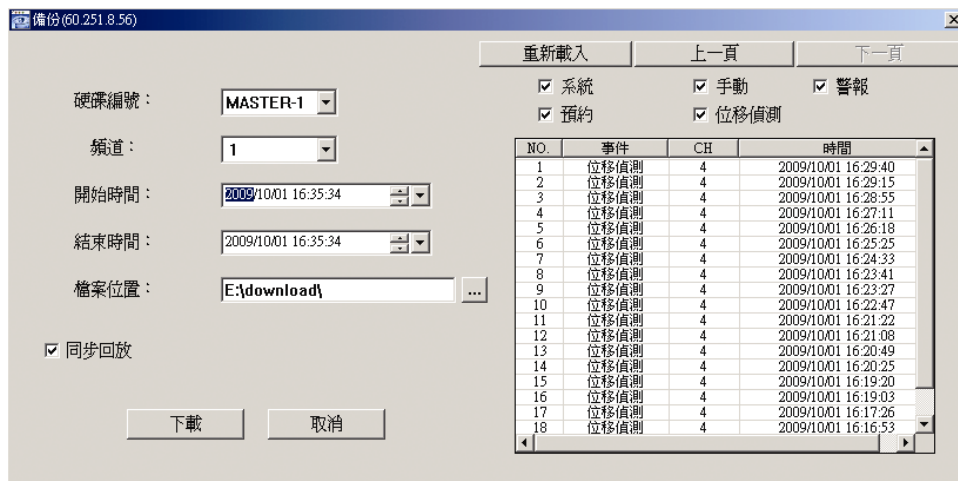 備份(60.251.8.56)
重新載入 上一頁 下一頁
系統 手動 警報
預約 位移偵測
硬碟編號： MASTER-1
頻道： 1
開始時間： 2009/10/01 16:35:34
結束時間： 2009/10/01 16:35:34
檔案位置： E:\download\ ...
同步回放
下載 取消
NO. 事件 CH 時間
1 位移偵測 4 2009/10/01 16:29:40
2 位移偵測 4 2009/10/01 16:29:15
3 位移偵測 4 2009/10/01 16:28:55
4 位移偵測 4 2009/10/01 16:27:11
5 位移偵測 4 2009/10/01 16:26:18
6 位移偵測 4 2009/10/01 16:25:25
7 位移偵測 4 2009/10/01 16:24:33
8 位移偵測 4 2009/10/01 16:23:41
9 位移偵測 4 2009/10/01 16:23:27
10 位移偵測 4 2009/10/01 16:22:47
11 位移偵測 4 2009/10/01 16:21:22
12 位移偵測 4 2009/10/01 16:21:08
13 位移偵測 4 2009/10/01 16:20:49
14 位移偵測 4 2009/10/01 16:20:25
15 位移偵測 4 2009/10/01 16:19:20
16 位移偵測 4 2009/10/01 16:19:03
17 位移偵測 4 2009/10/01 16:17:26
18 位移偵測 4 2009/10/01 16:16:53